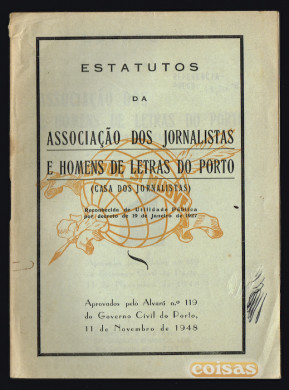 ESTATUTOS
DA
ASSOCIAÇÃO DOS JORNALISTAS
E HOMENS DE LETRAS DO PORTO
(CASA DOS JORNALISTAS)
Reconhecida de Utilidade Pública
por decreto de 19 de Janeiro de 1927
Aprovados pelo Alvará n.º 119
do Governo Civil do Porto,
11 de Novembro de 1948
coisas